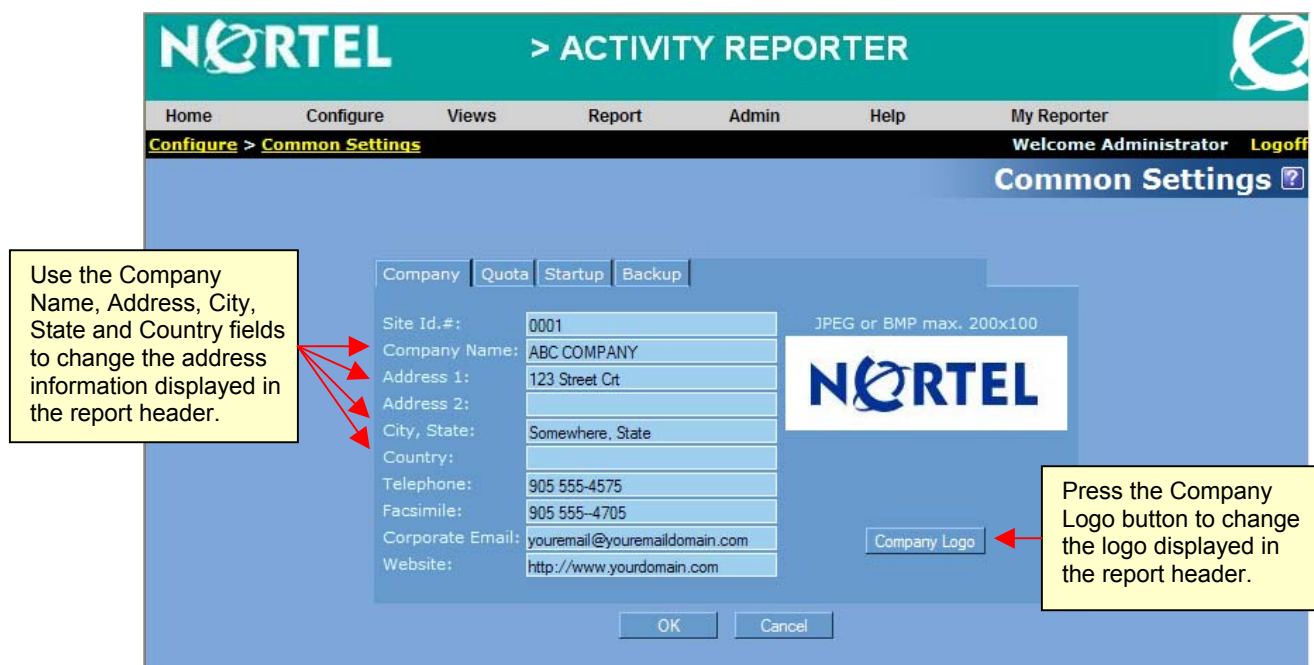 NORTEL > ACTIVITY REPORTER
Home Configure Views Report Admin Help My Reporter
Configure > Common Settings Welcome Administrator Logoff
Common Settings ?
Use the Company
Name, Address, City,
State and Country fields
to change the address
information displayed in
the report header.
Company Quota Startup Backup
Site Id.#: 0001
Company Name: ABC COMPANY
Address 1: 123 Street Crt
Address 2:
City, State: Somewhere, State
Country:
Telephone: 905 555-4575
Facsimile: 905 555--4705
Corporate Email: youremail@youremaildomain.com
Website: http://www.yourdomain.com
JPEG or BMP max. 200x100
NORTEL
Company Logo
Press the Company
Logo button to change
the logo displayed in
the report header.
OK Cancel